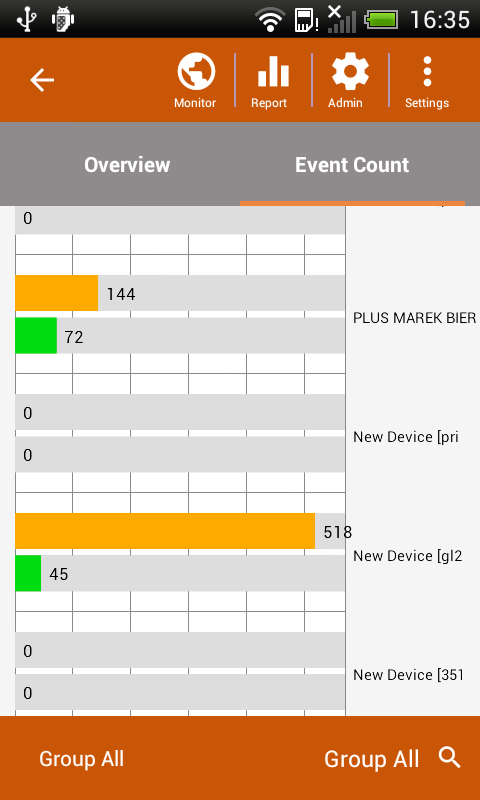 16:35
Monitor
Report
Admin
Settings
Overview
Event Count
0
144
PLUS MAREK BIER
72
0
New Device [pri
0
518
New Device [gl2
45
0
New Device [351
0
Group All
Group All